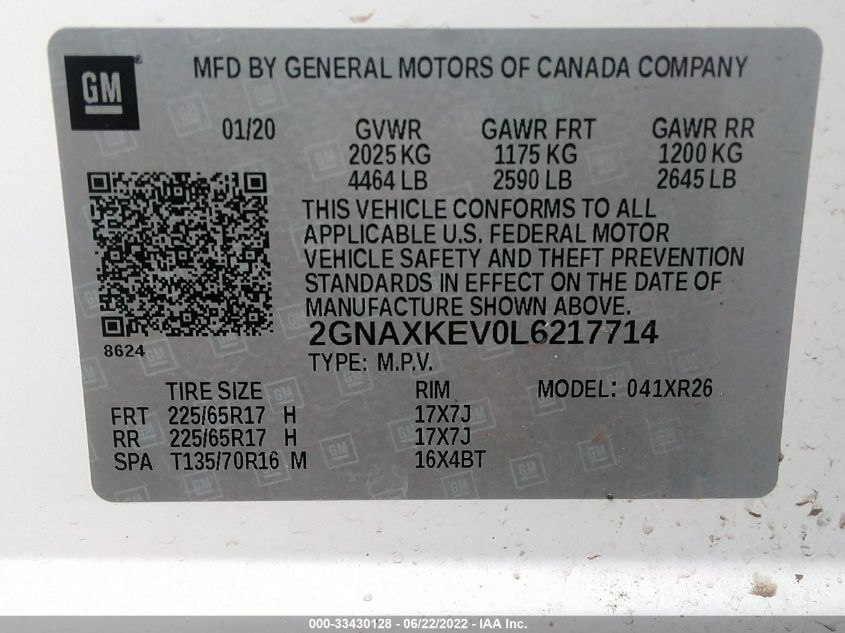 GM
MFD BY GENERAL MOTORS OF CANADA COMPANY
01/20 GVWR GAWR FRT GAWR RR
2025 KG 1175 KG 1200 KG
4464 LB 2590 LB 2645 LB
THIS VEHICLE CONFORMS TO ALL
APPLICABLE U.S. FEDERAL MOTOR
VEHICLE SAFETY AND THEFT PREVENTION
STANDARDS IN EFFECT ON THE DATE OF
MANUFACTURE SHOWN ABOVE.
2GNAXKEV0L6217714
8624
TYPE: M.P.V.
TIRE SIZE RIM MODEL: 041XR26
FRT 225/65R17 H 17X7J
RR 225/65R17 H 17X7J
SPA T135/70R16 M 16X4BT
000-33430128 - 06/22/2022 - IAA Inc.